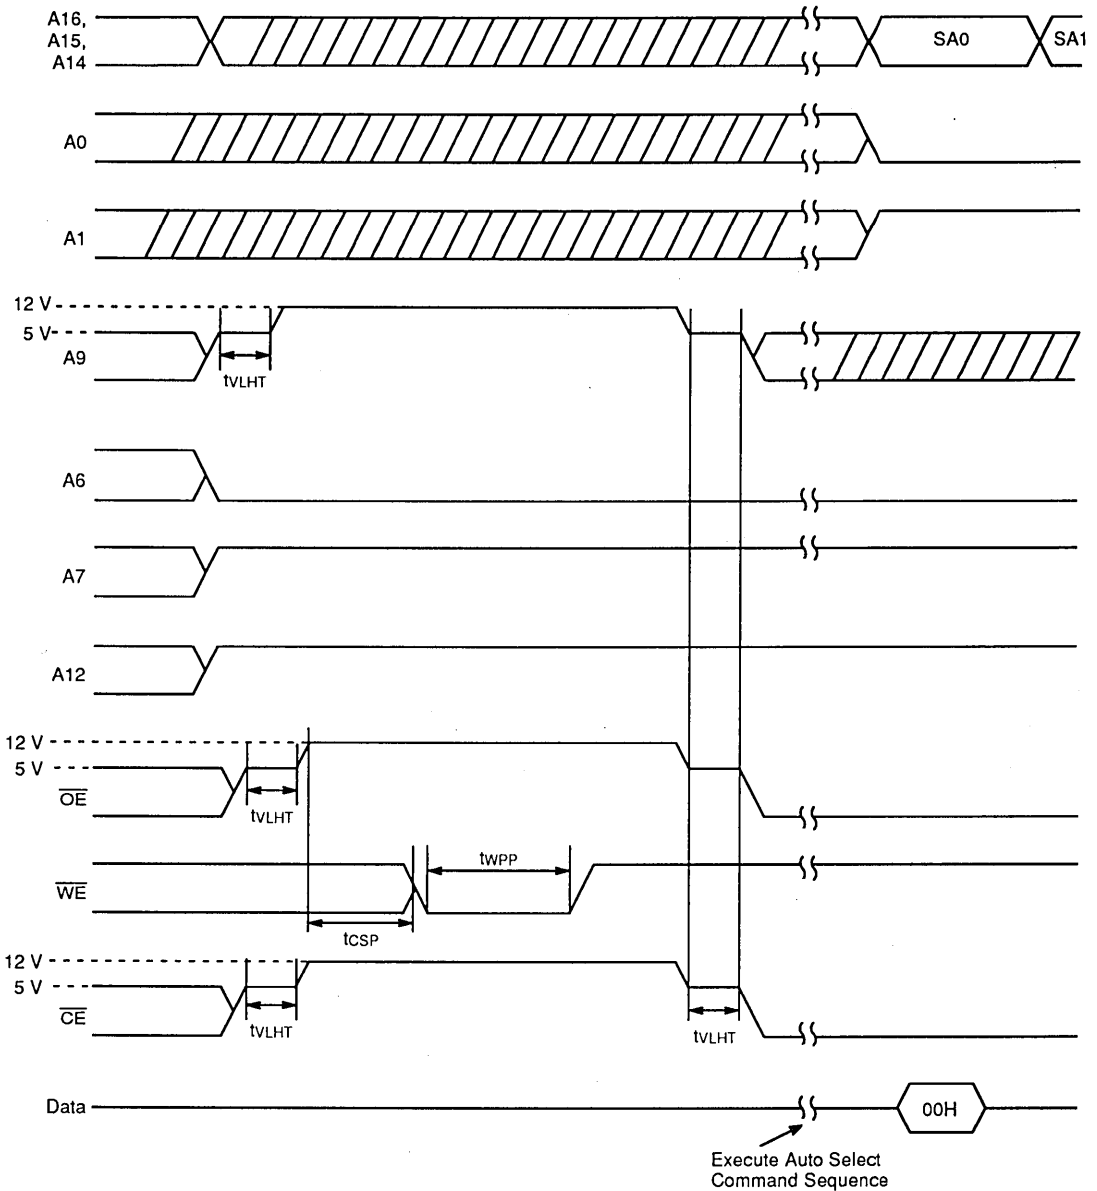 A16,
A15,
A14
SA0
SA1
A0
A1
12 V
5 V
A9
tVLHT
A6
A7
A12
12 V
5 V
OE
tVLHT
tWPP
WE
tCSP
12 V
5 V
CE
tVLHT
tVLHT
Data
00H
Execute Auto Select
Command Sequence